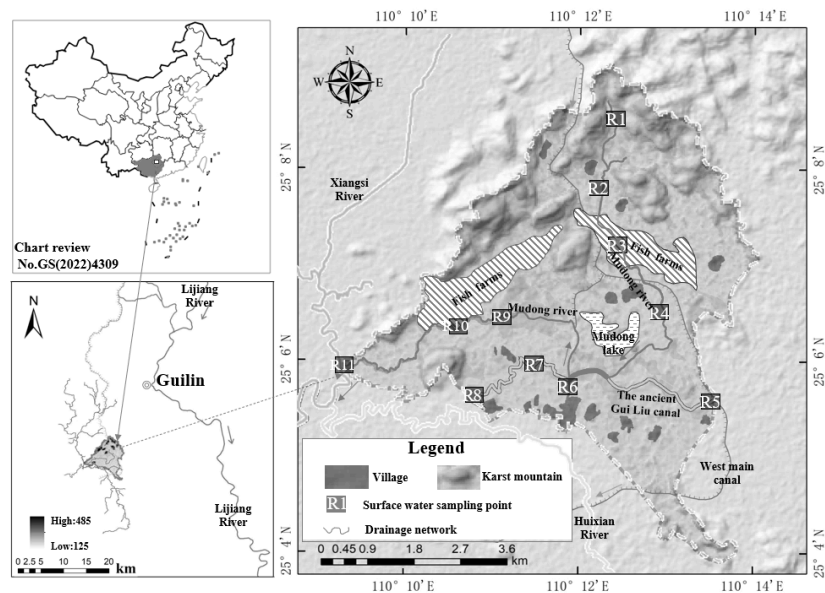 Chart review
No.GS(2022)4309
N
Lijiang
River
Guilin
Lijiang
River
High:485
Low:125
0 2.5 5 10 15 20
km
110° 10′E
110° 12′E
110° 14′E
N
W
E
S
25° 8′N
25° 8′N
Xiangsi
River
R1
R2
R3
Fish farms
Fish farms
Mudong river
R4
Mudong river
R9
R10
Mudong
lake
25° 6′N
25° 6′N
R11
R7
R6
R8
The ancient
Gui Liu canal
R5
West main
canal
Legend
Village
Karst mountain
R1
Surface water sampling point
Drainage network
Huixian
River
0 0.45 0.9 1.8 2.7 3.6
km
25° 4′N
25° 4′N
110° 10′E
110° 12′E
110° 14′E